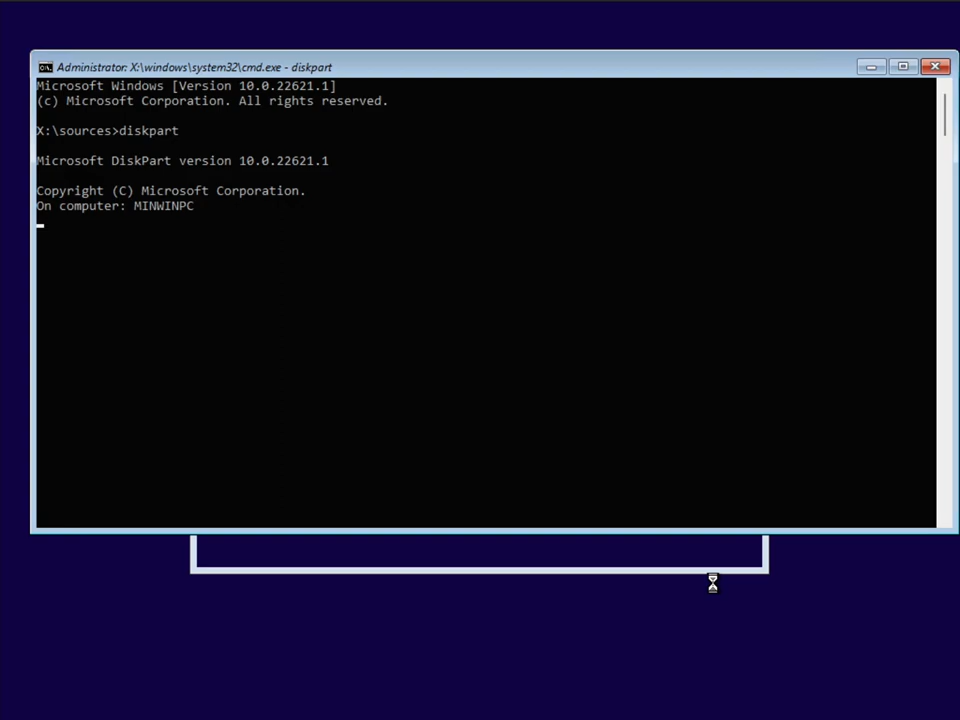 Administrator: X:\windows\system32\cmd.exe - diskpart
Microsoft Windows [Version 10.0.22621.1]
(c) Microsoft Corporation. All rights reserved.
X:\sources>diskpart
Microsoft DiskPart version 10.0.22621.1
Copyright (C) Microsoft Corporation.
On computer: MINWINPC